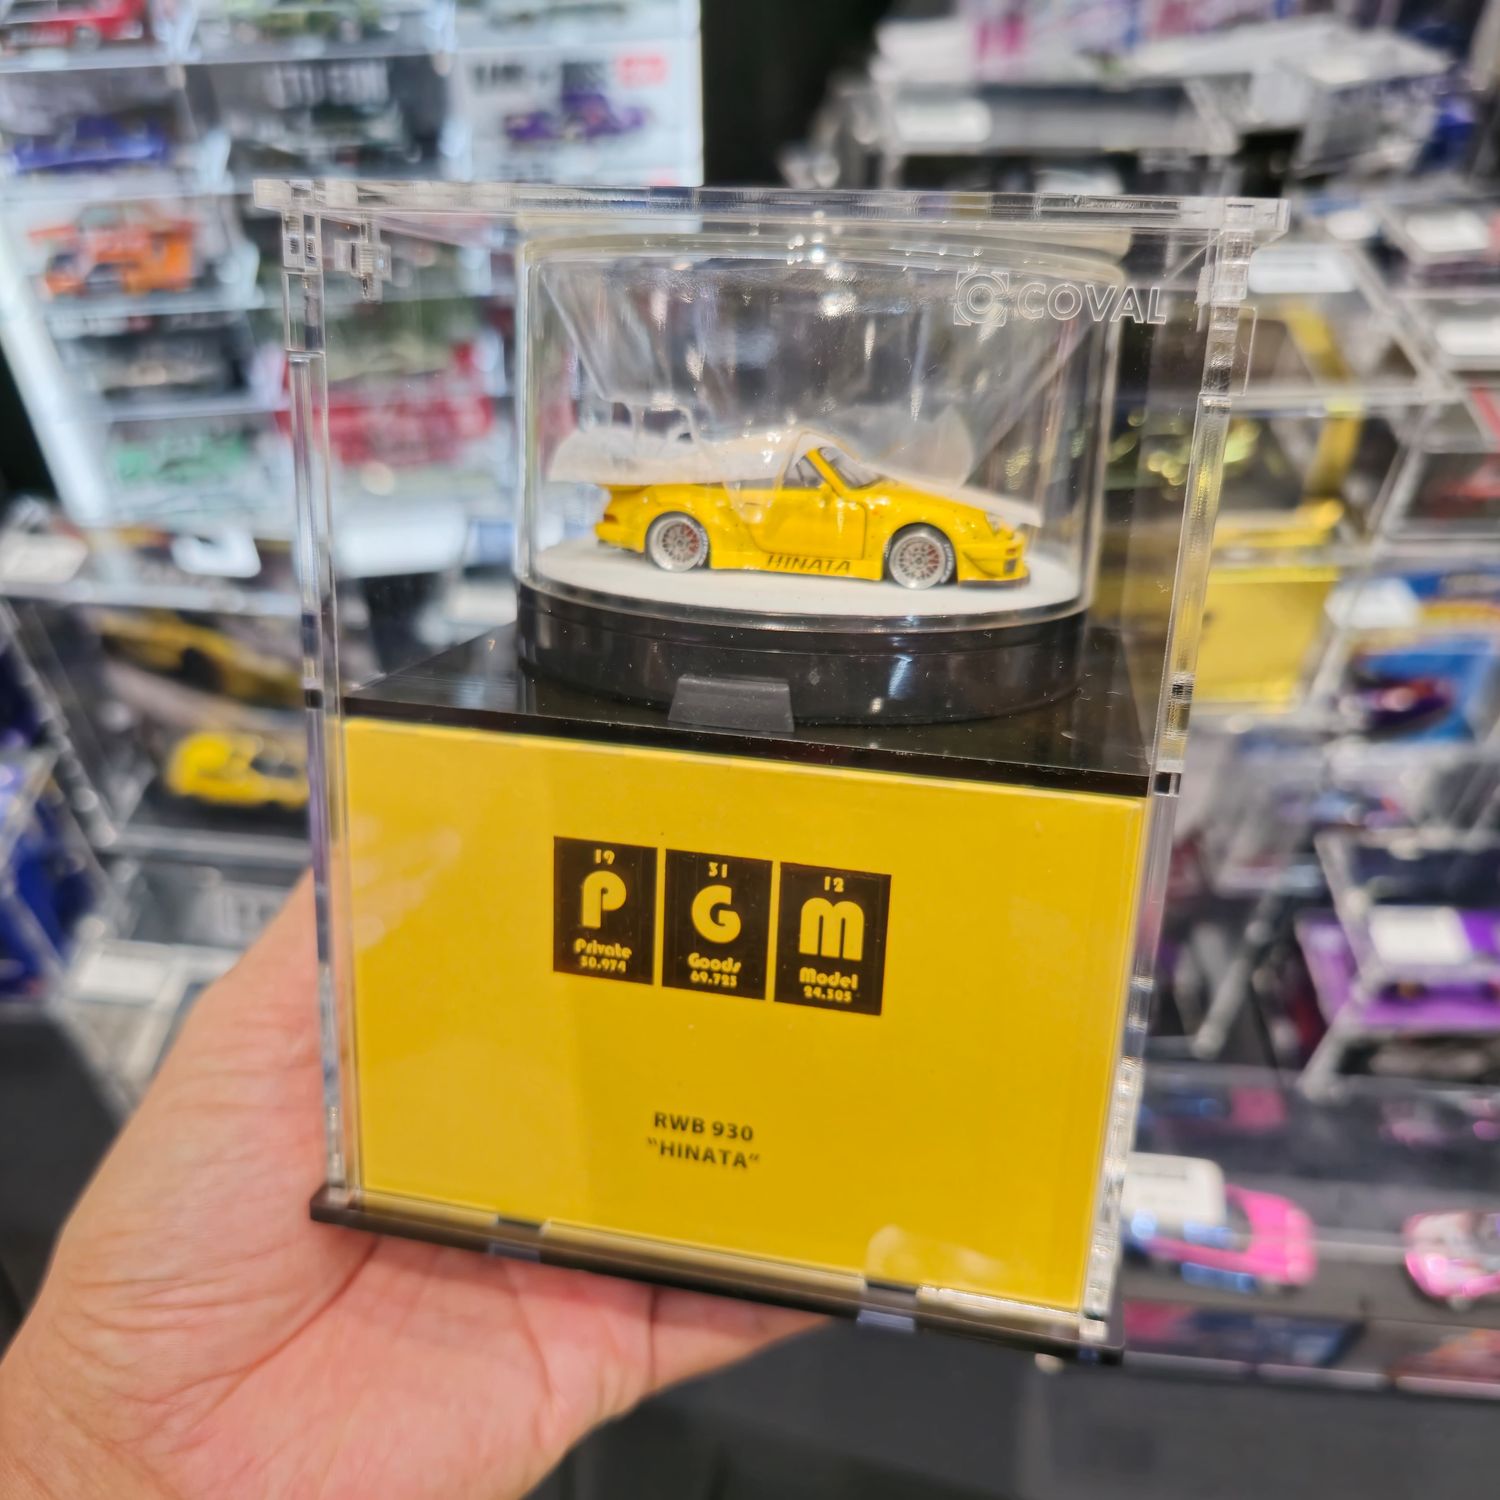 COVAL
HINATA
19
P
Private
30.974
31
G
Goods
69.723
12
m
Model
24.305
RWB 930
"HINATA"